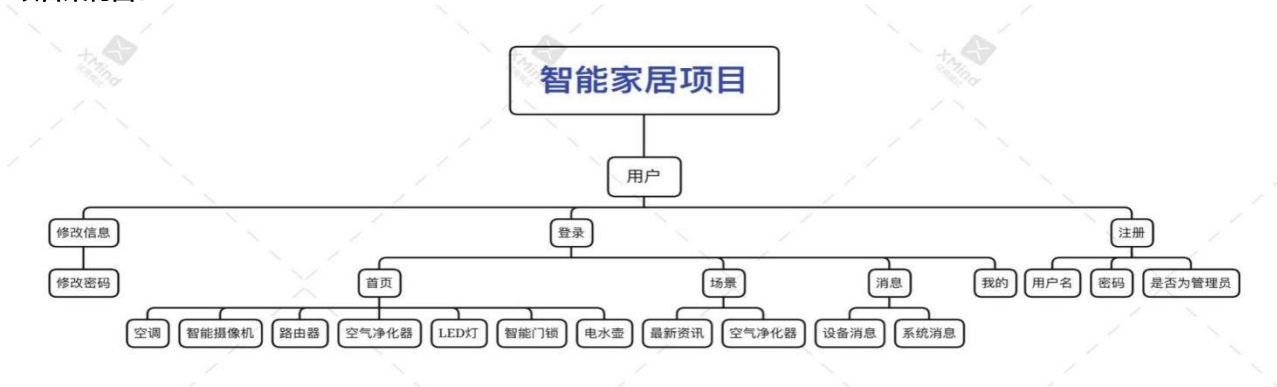 XMind
XMind
XMind
智能家居项目
用户
修改信息
登录
注册
修改密码
首页
场景
消息
我的
用户名
密码
是否为管理员
空调
智能摄像机
路由器
空气净化器
LED灯
智能门锁
电水壶
最新资讯
空气净化器
设备消息
系统消息